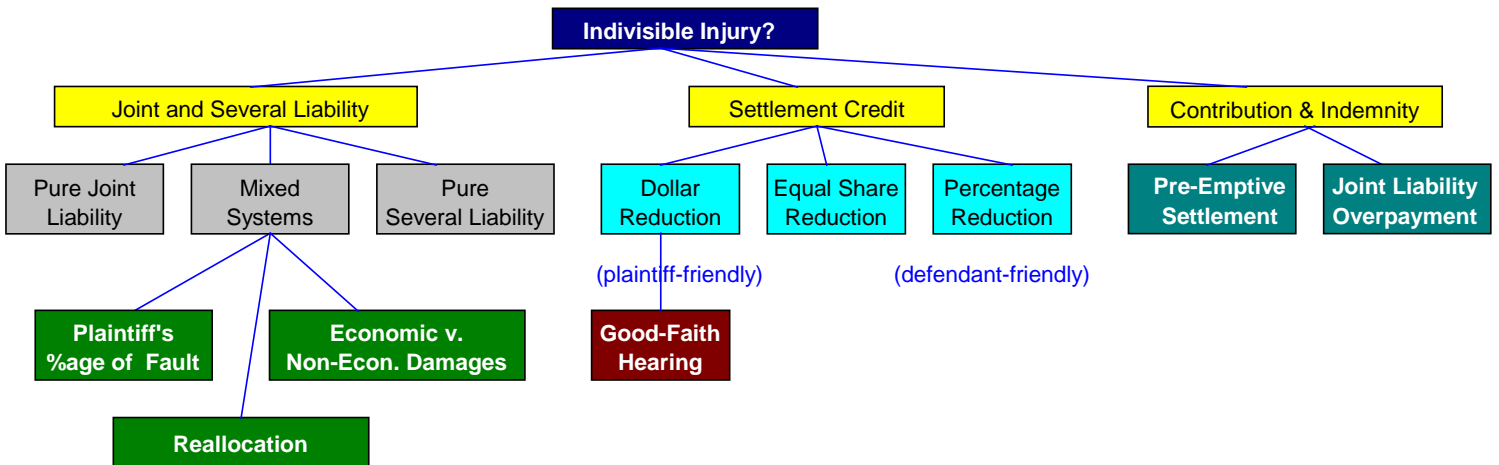 Indivisible Injury?
Joint and Several Liability
Settlement Credit
Contribution & Indemnity
Pure Joint
Liability
Mixed
Systems
Pure
Several Liability
Dollar
Reduction
Equal Share
Reduction
Percentage
Reduction
Pre-Emptive
Settlement
Joint Liability
Overpayment
(plaintiff-friendly)
(defendant-friendly)
Plaintiff's
%age of Fault
Economic v.
Non-Econ. Damages
Good-Faith
Hearing
Reallocation